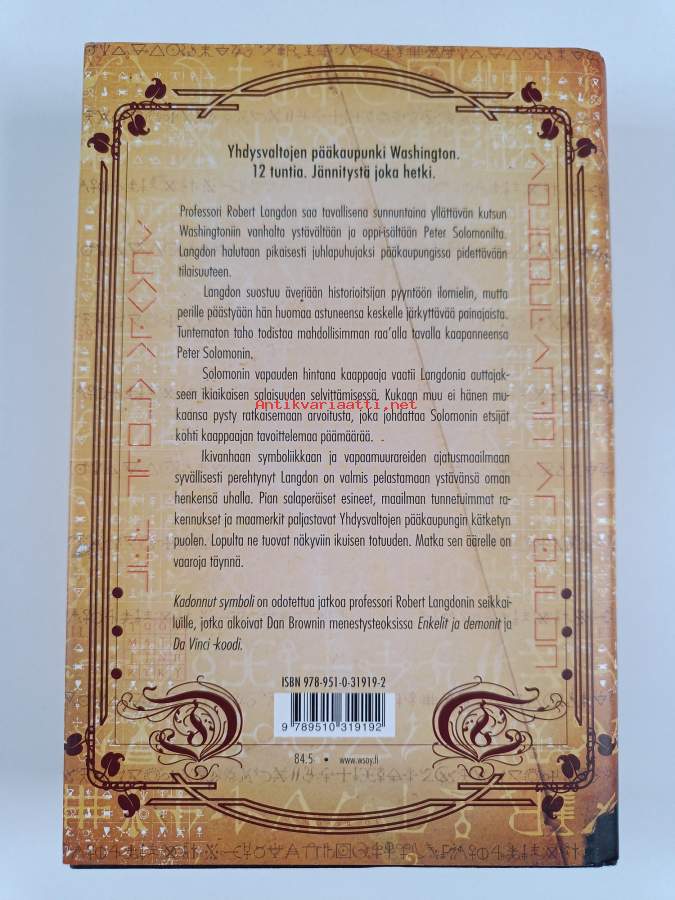 Yhdysvaltojen pääkaupunki Washington.
12 tuntia. Jännitystä joka hetki.
Professori Robert Langdon saa tavallisena sunnuntaina yllättävän kutsun
Washingtoniin vanhalta ystävältään ja oppi-isältään Peter Solomonilta.
Langdon halutaan pikaisesti juhlapuhujaksi pääkaupungissa pidettävään
tilaisuuteen.
Langdon suostuu äveriään historioitsijan pyyntöön ilomielin, mutta
perille päästyään hän huomaa astuneensa keskelle järkyttävää painajaista.
Tuntematon taho todistaa mahdollisimman raa'alla tavalla kaapanneensa
Peter Solomonin.
Solomonin vapauden hintana kaappaaja vaatii Langdonia auttajak-
seen ikiaikaisen salaisuuden selvittämisessä. Kukaan muu ei hänen mu-
kaansa pysty ratkaisemaan arvoitusta, joka johdattaa Solomonin etsijät
kohti kaappaajan tavoittelemaa päämäärää.
Antikvariaatti.net
Ikivanhaan symboliikkaan ja vapaamuurareiden ajatusmaailmaan
syvällisesti perehtynyt Langdon on valmis pelastamaan ystävänsä oman
henkensä uhalla. Pian salaperäiset esineet, maailman tunnetuimmat ra-
kennukset ja maamerkit paljastavat Yhdysvaltojen pääkaupungin kätketyn
puolen. Lopulta ne tuovat näkyviin ikuisen totuuden. Matka sen äärelle on
vaaroja täynnä.
Kadonnut symboli on odotettua jatkoa professori Robert Langdonin seikkai-
luille, jotka alkoivat Dan Brownin menestysteoksissa Enkelit ja demonit ja
Da Vinci -koodi.
ISBN 978-951-0-31919-2
9 789510 319192
84.5 • www.wsoy.fi